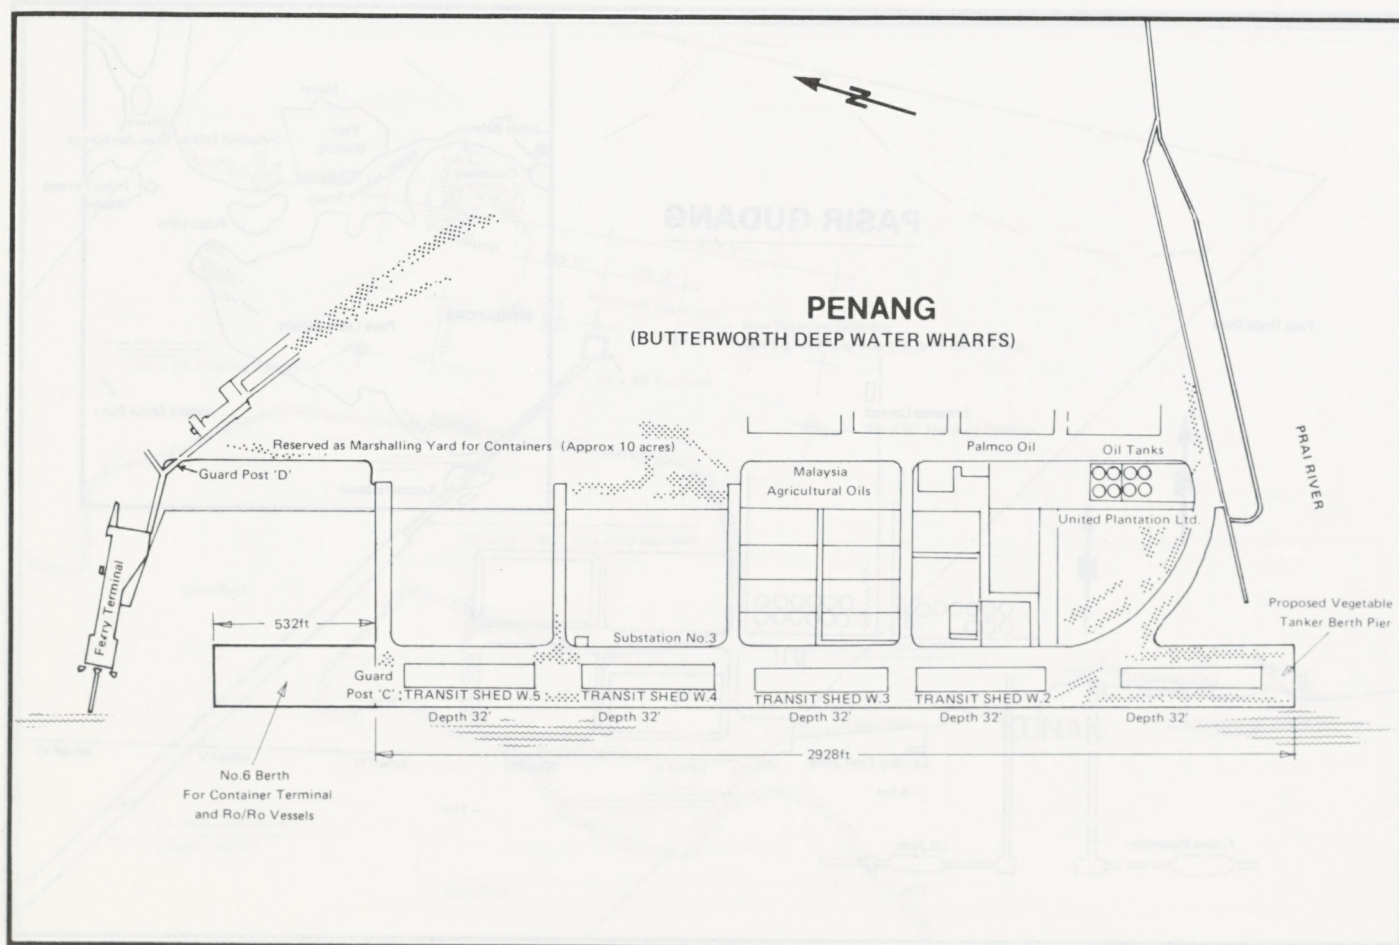 N
PENANG
(BUTTERWORTH DEEP WATER WHARFS)
PRAI RIVER
Reserved as Marshalling Yard for Containers (Approx 10 acres)
Guard Post 'D'
Palmco Oil
Oil Tanks
Malaysia
Agricultural Oils
United Plantation Ltd.
Ferry Terminal
532ft
Substation No.3
Proposed Vegetable
Tanker Berth Pier
Guard
Post 'C'
TRANSIT SHED W.5
TRANSIT SHED W.4
TRANSIT SHED W.3
TRANSIT SHED W.2
Depth 32'
Depth 32'
Depth 32'
Depth 32'
Depth 32'
2928ft
No.6 Berth
For Container Terminal
and Ro/Ro Vessels
PASIR GUDANG